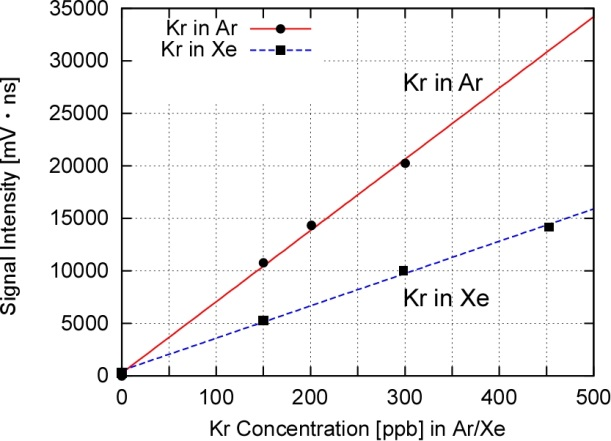 35000
30000
25000
20000
15000
10000
5000
0
Signal Intensity [mV・ns]
Kr in Ar
Kr in Xe
Kr in Ar
Kr in Xe
0 100 200 300 400 500
Kr Concentration [ppb] in Ar/Xe